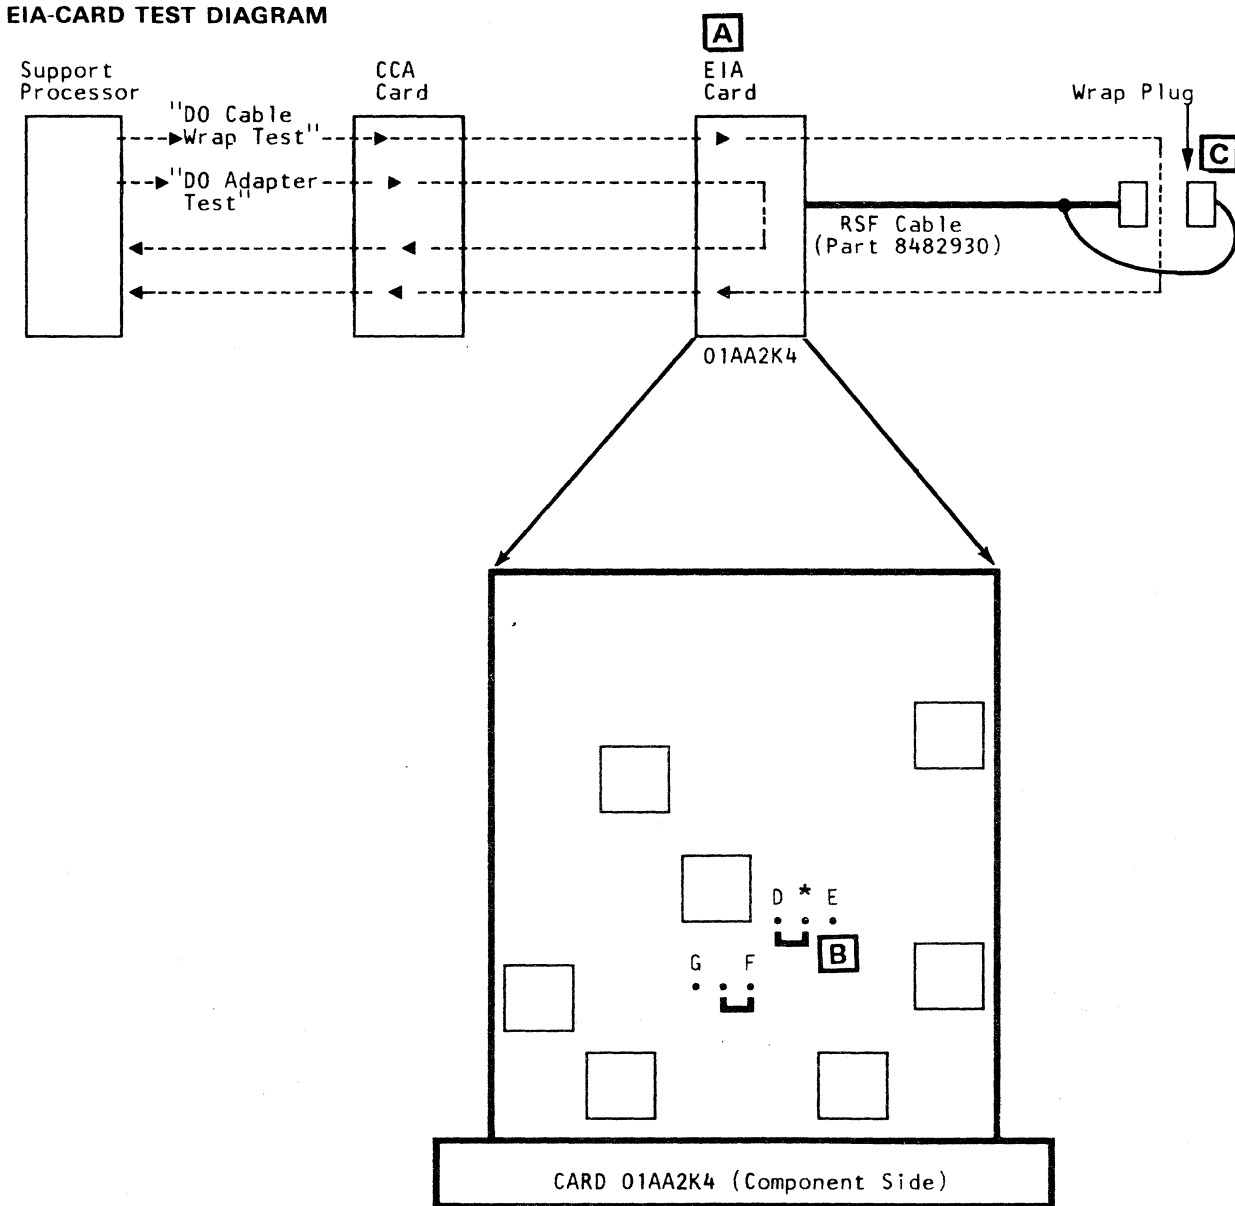 EIA-CARD TEST DIAGRAM
A
Support
Processor
CCA
Card
EIA
Card
Wrap Plug
"DO Cable
Wrap Test"
C
"DO Adapter
Test"
RSF Cable
(Part 8482930)
01AA2K4
D * E
B
G F
CARD 01AA2K4 (Component Side)